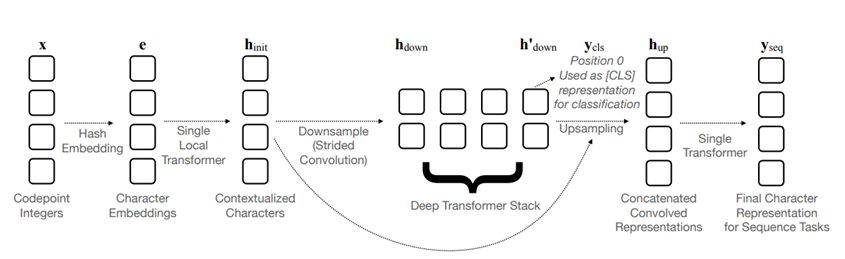 x
e
h_init
h_down
h'_down
y_cls
h_up
y_seq
Position 0
Used as [CLS]
representation
for classification
Hash
Embedding
Single
Local
Transformer
Downsample
(Strided
Convolution)
Upsampling
Single
Transformer
Codepoint
Integers
Character
Embeddings
Contextualized
Characters
Deep Transformer Stack
Concatenated
Convolved
Representations
Final Character
Representation
for Sequence Tasks